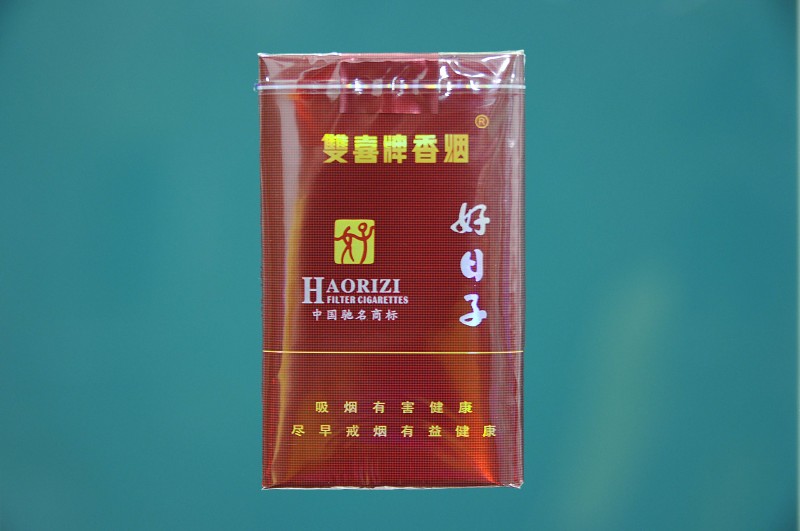 雙喜牌香烟®
好日子
HAORIZI
FILTER CIGARETTES
中国驰名商标
吸烟有害健康
尽早戒烟有益健康